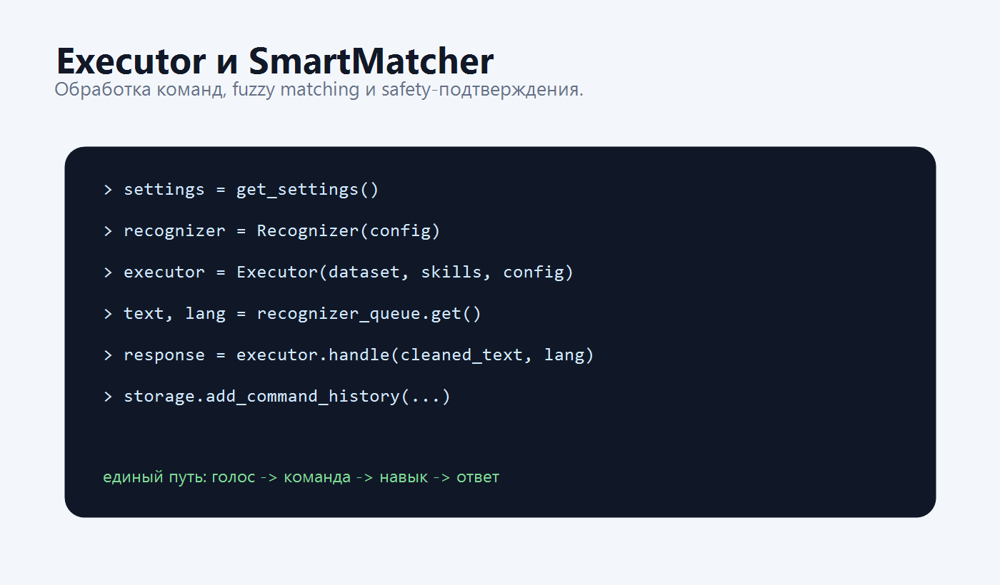 Executor и SmartMatcher
Обработка команд, fuzzy matching и safety-подтверждения.
> settings = get_settings()
> recognizer = Recognizer(config)
> executor = Executor(dataset, skills, config)
> text, lang = recognizer_queue.get()
> response = executor.handle(cleaned_text, lang)
> storage.add_command_history(...)
единый путь: голос -> команда -> навык -> ответ